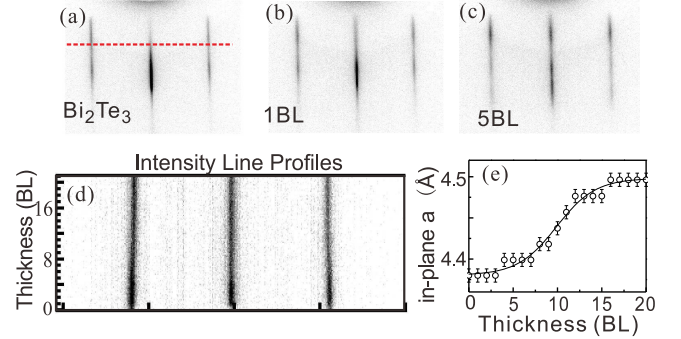 (a)
(b)
(c)
Bi2Te3
1BL
5BL
Intensity Line Profiles
(d)
Thickness (BL)
16
8
0
(e)
in-plane a (Å)
4.5
4.4
0 5 10 15 20
Thickness (BL)